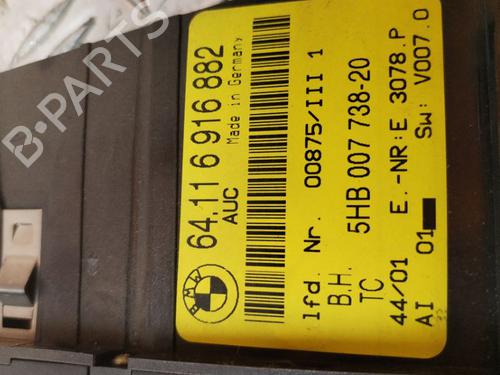 B-PARTS
BMW
64.11 6 916 882
AUC
Made in Germany
lfd. Nr. 00875/III 1
B.H. 5HB 007 738-20
TC
44/01 E.-NR:E 3078.P
AI 01 SW: V007.0